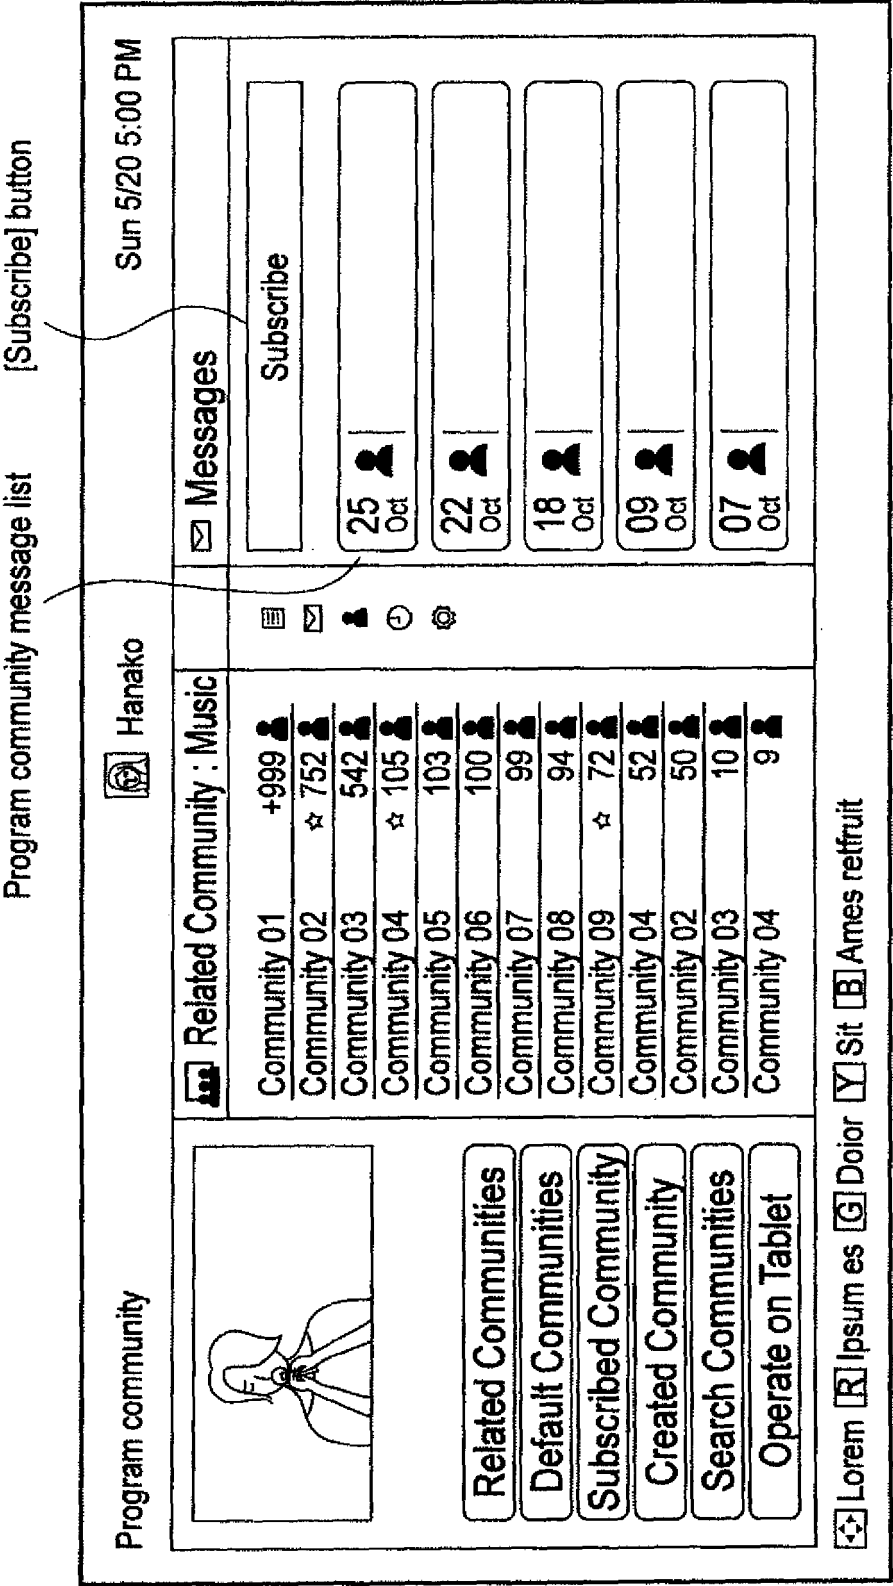 Program community message list
[Subscribe] button
Program community
Hanako
Sun 5/20 5:00 PM
Related Communities
Default Communities
Subscribed Community
Created Community
Search Communities
Operate on Tablet
Related Community : Music
Community 01 +999
Community 02 ☆ 752
Community 03 542
Community 04 ☆ 105
Community 05 103
Community 06 100
Community 07 99
Community 08 94
Community 09 ☆ 72
Community 04 52
Community 02 50
Community 03 10
Community 04 9
Messages
Subscribe
25
Oct
22
Oct
18
Oct
09
Oct
07
Oct
Lorem R Ipsum es G Doior Y Sit B Ames retfruit